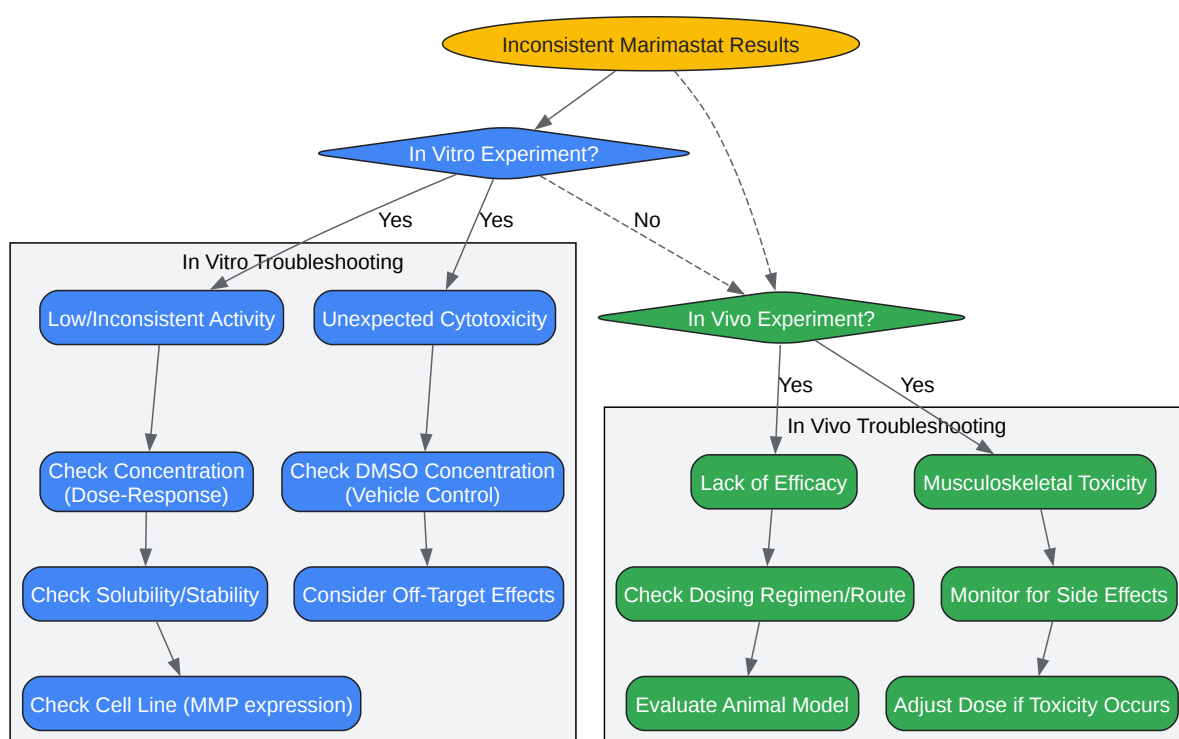 Inconsistent Marimastat Results
In Vitro Experiment?
Yes
Yes
No
In Vitro Troubleshooting
Low/Inconsistent Activity
Unexpected Cytotoxicity
In Vivo Experiment?
Yes
Yes
In Vivo Troubleshooting
Check Concentration
(Dose-Response)
Check DMSO Concentration
(Vehicle Control)
Lack of Efficacy
Musculoskeletal Toxicity
Check Solubility/Stability
Consider Off-Target Effects
Check Dosing Regimen/Route
Monitor for Side Effects
Check Cell Line (MMP expression)
Evaluate Animal Model
Adjust Dose if Toxicity Occurs